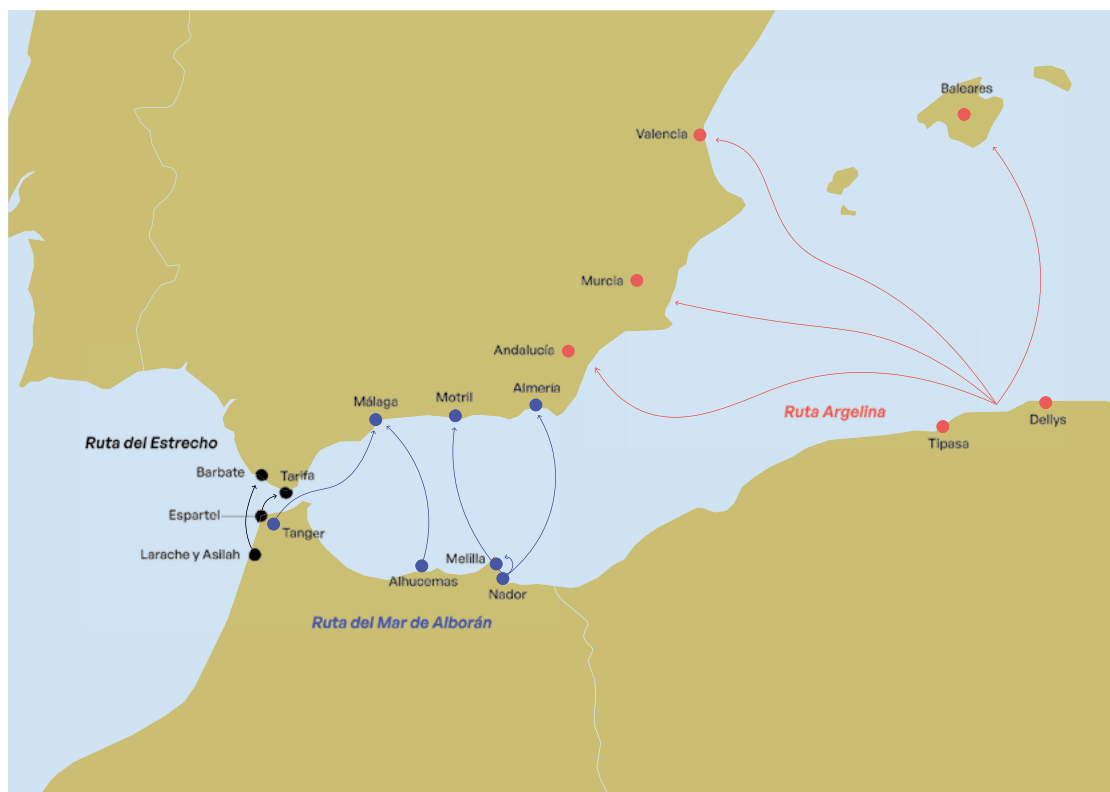 Baleares
Valencia
Murcia
Andalucía
Almería
Motril
Málaga
Ruta Argelina
Dellys
Tipasa
Ruta del Estrecho
Barbate
Tarifa
Espartel
Tanger
Larache y Asilah
Melilla
Alhucemas
Nador
Ruta del Mar de Alborán